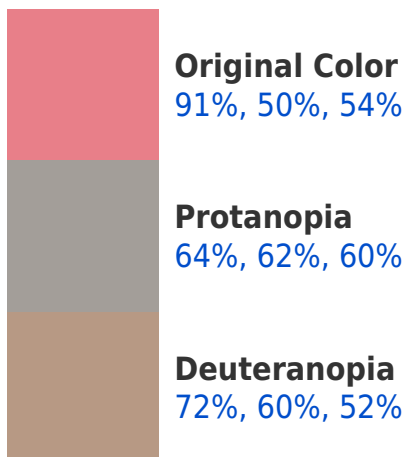 Original Color
91%, 50%, 54%
Protanopia
64%, 62%, 60%
Deuteranopia
72%, 60%, 52%